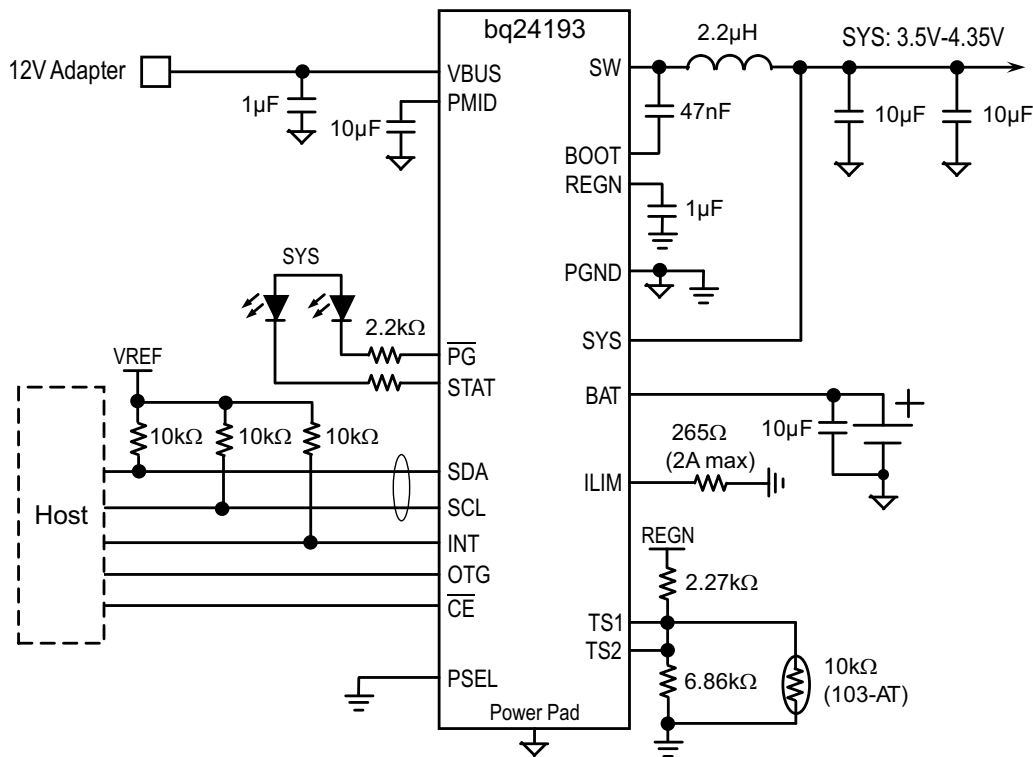 bq24193
2.2µH
SYS: 3.5V-4.35V
12V Adapter
VBUS
SW
1µF
PMID
10µF
47nF
10µF
10µF
BOOT
REGN
1µF
SYS
PGND
2.2kΩ
PG
SYS
VREF
STAT
BAT
10kΩ
10kΩ
10kΩ
265Ω
(2A max)
10µF
+
SDA
ILIM
Host
SCL
INT
REGN
OTG
2.27kΩ
CE
TS1
TS2
PSEL
6.86kΩ
10kΩ
(103-AT)
Power Pad